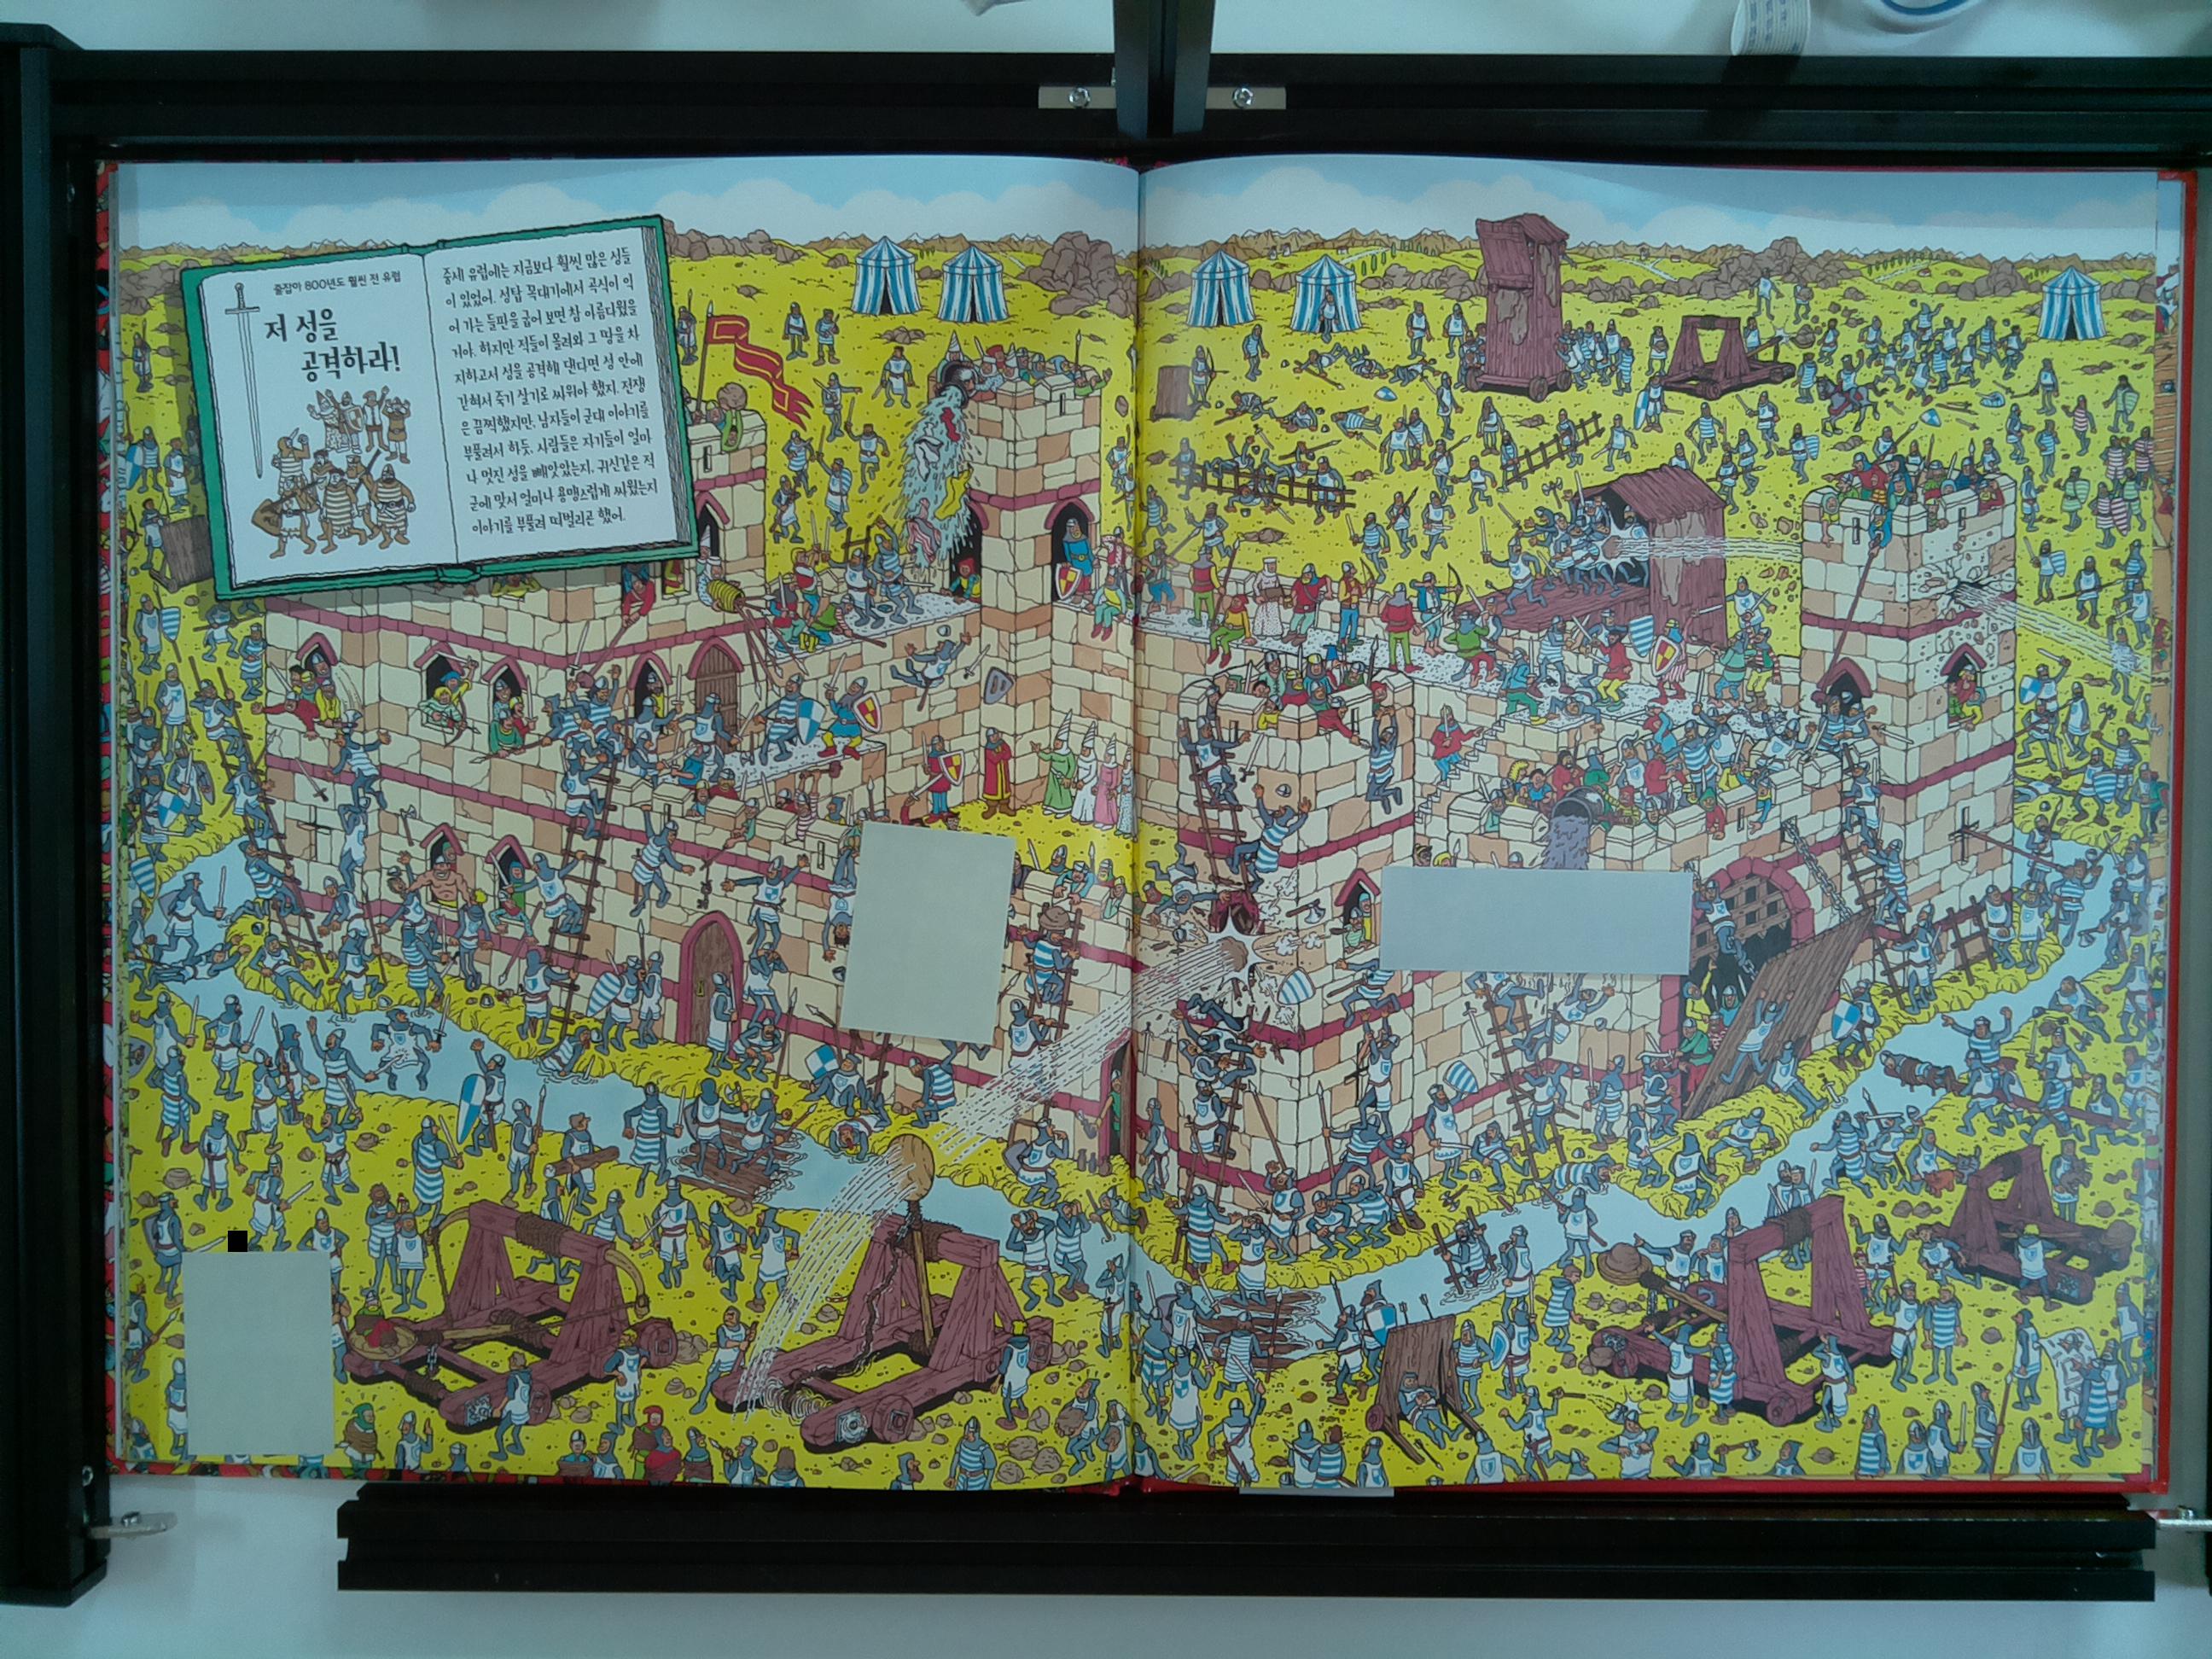 줄잡아 800년도 훨씬 전 유럽
저 성을
공격하라!
중세 유럽에는 지금보다 훨씬 많은 성들
이 있었어. 성탑 꼭대기에서 곡식이 익
어 가는 들판을 굽어 보면 참 아름다웠을
거야. 하지만 적들이 몰려와 그 땅을 차
지하고서 성을 공격해 댄다면 성 안에
갇혀서 죽기 살기로 싸워야 했지. 전쟁
은 끔찍했지만, 남자들이 군대 이야기를
부풀려서 하듯, 사람들은 자기들이 얼마
나 멋진 성을 빼앗았는지, 귀신같은 적
군에 맞서 얼마나 용맹스럽게 싸웠는지
이야기를 부풀려 떠벌리곤 했어.